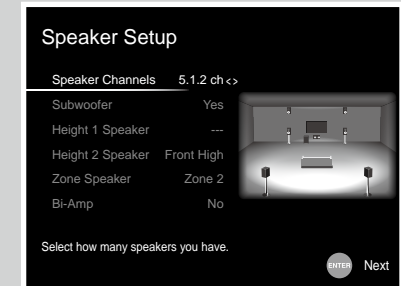 Speaker Setup
Speaker Channels 5.1.2 ch <>
Subwoofer Yes
Height 1 Speaker ---
Height 2 Speaker Front High
Zone Speaker Zone 2
Bi-Amp No
Select how many speakers you have.
ENTER Next